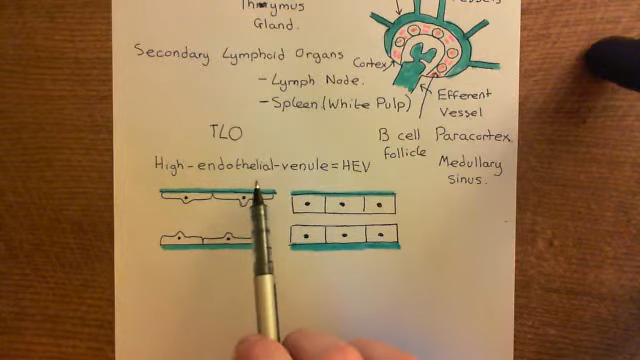 Thymus
Gland.
Secondary Lymphoid Organs
- Lymph Node.
- Spleen (White Pulp)
Cortex
Efferent
Vessel
B cell
follicle
Paracortex
Medullary
sinus.
TLO
High-endothelial-venule = HEV